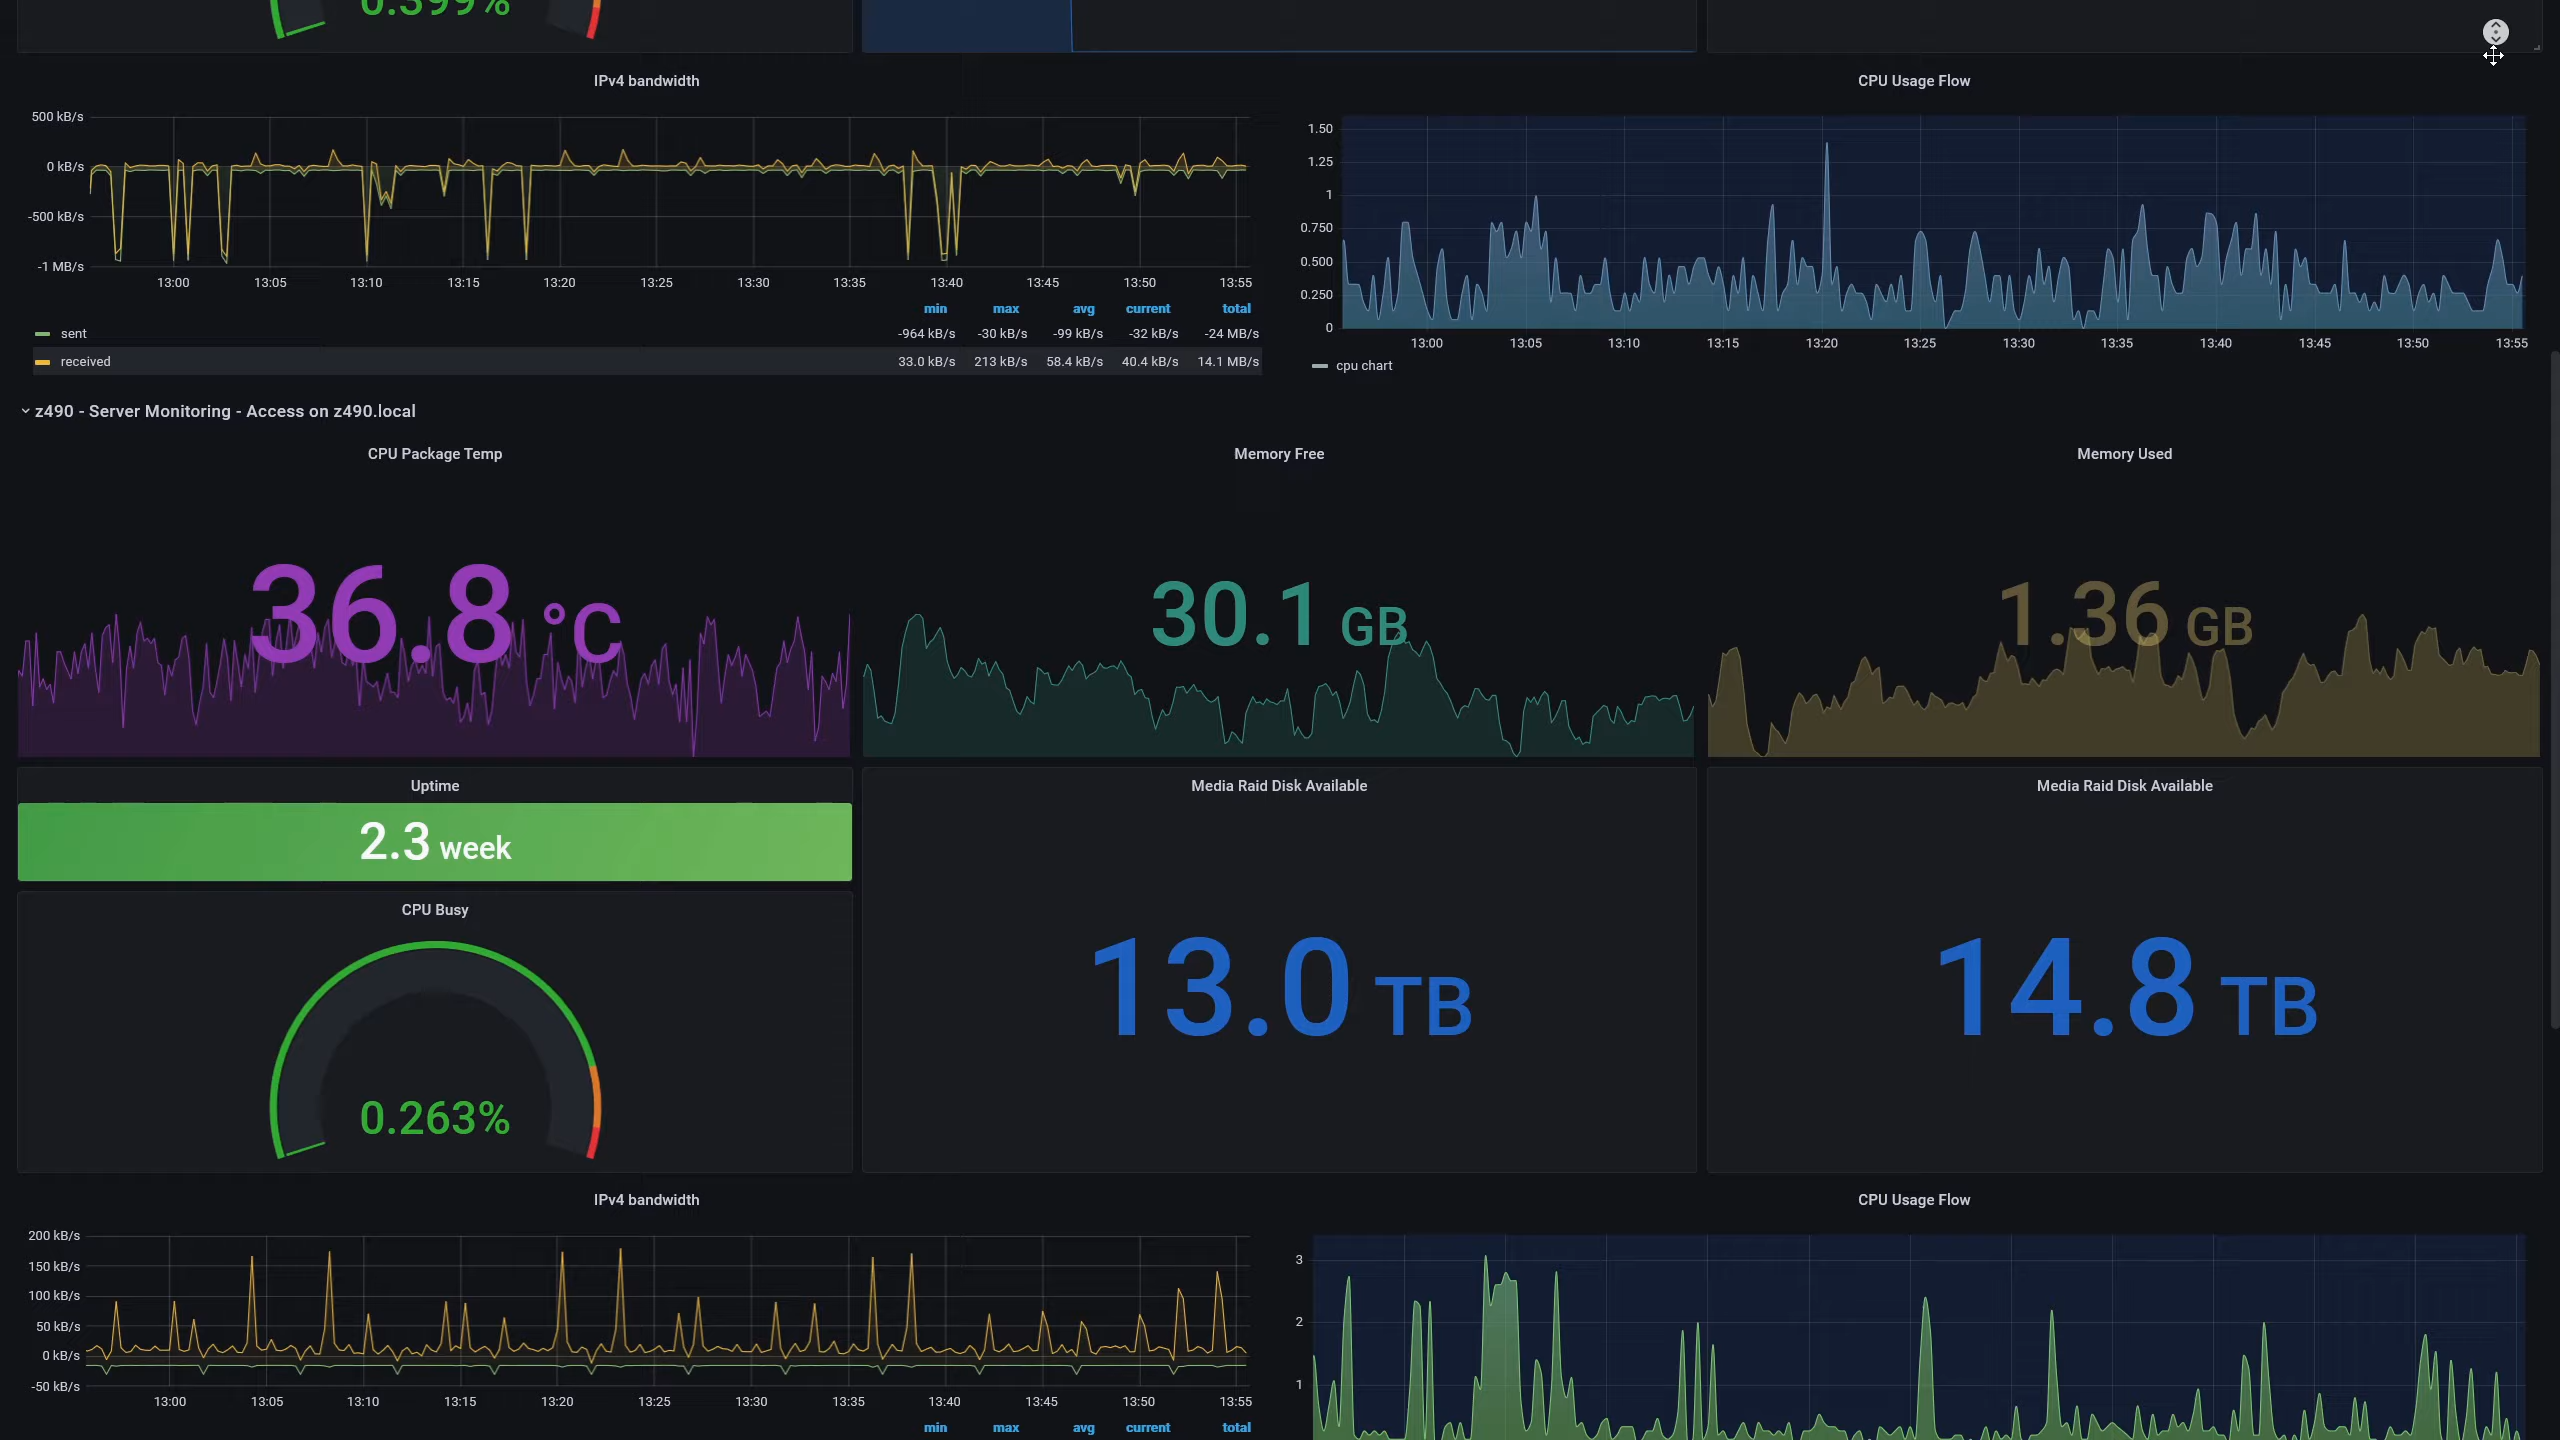 0.399%
IPv4 bandwidth
CPU Usage Flow
500 kB/s
0 kB/s
-500 kB/s
-1 MB/s
13:00 13:05 13:10 13:15 13:20 13:25 13:30 13:35 13:40 13:45 13:50 13:55
min max avg current total
sent -964 kB/s -30 kB/s -99 kB/s -32 kB/s -24 MB/s
received 33.0 kB/s 213 kB/s 58.4 kB/s 40.4 kB/s 14.1 MB/s
1.50
1.25
1
0.750
0.500
0.250
0
13:00 13:05 13:10 13:15 13:20 13:25 13:30 13:35 13:40 13:45 13:50 13:55
cpu chart
z490 - Server Monitoring - Access on z490.local
CPU Package Temp
36.8 °C
Memory Free
30.1 GB
Memory Used
1.36 GB
Uptime
2.3 week
Media Raid Disk Available
13.0 TB
Media Raid Disk Available
14.8 TB
CPU Busy
0.263%
IPv4 bandwidth
CPU Usage Flow
200 kB/s
150 kB/s
100 kB/s
50 kB/s
0 kB/s
-50 kB/s
13:00 13:05 13:10 13:15 13:20 13:25 13:30 13:35 13:40 13:45 13:50 13:55
min max avg current total
3
2
1